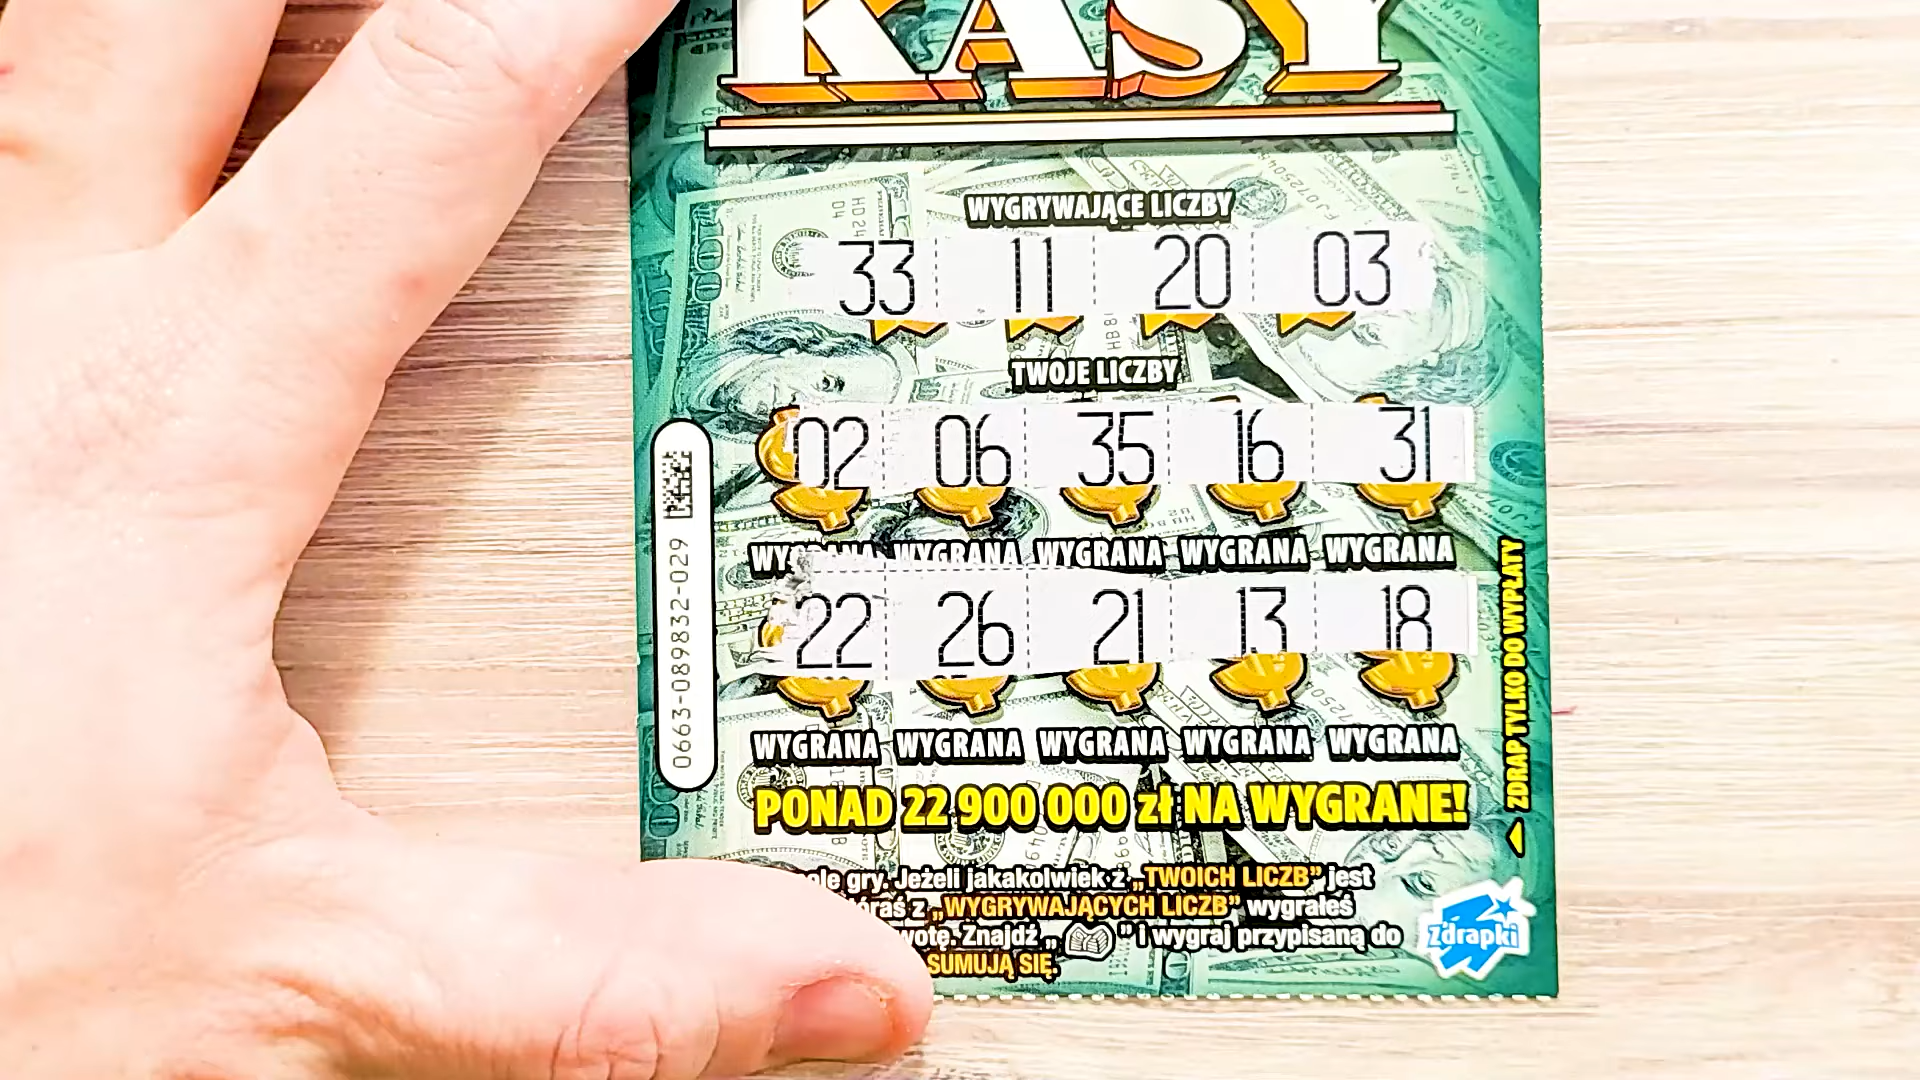 KASY
WYGRYWAJĄCE LICZBY
33 11 20 03
TWOJE LICZBY
02 06 35 16 31
WYGRANA WYGRANA WYGRANA WYGRANA WYGRANA
22 26 21 13 18
WYGRANA WYGRANA WYGRANA WYGRANA WYGRANA
PONAD 22 900 000 zł NA WYGRANE!
gry. Jeżeli jakakolwiek z „TWOICH LICZB” jest
z „WYGRYWAJĄCYCH LICZB” wygrałeś
Znajdź „ ” i wygraj przypisaną do
SUMUJĄ SIĘ.
zdrapki
0663-089832-029
ZDRAP TYLKO DO WYPŁATY